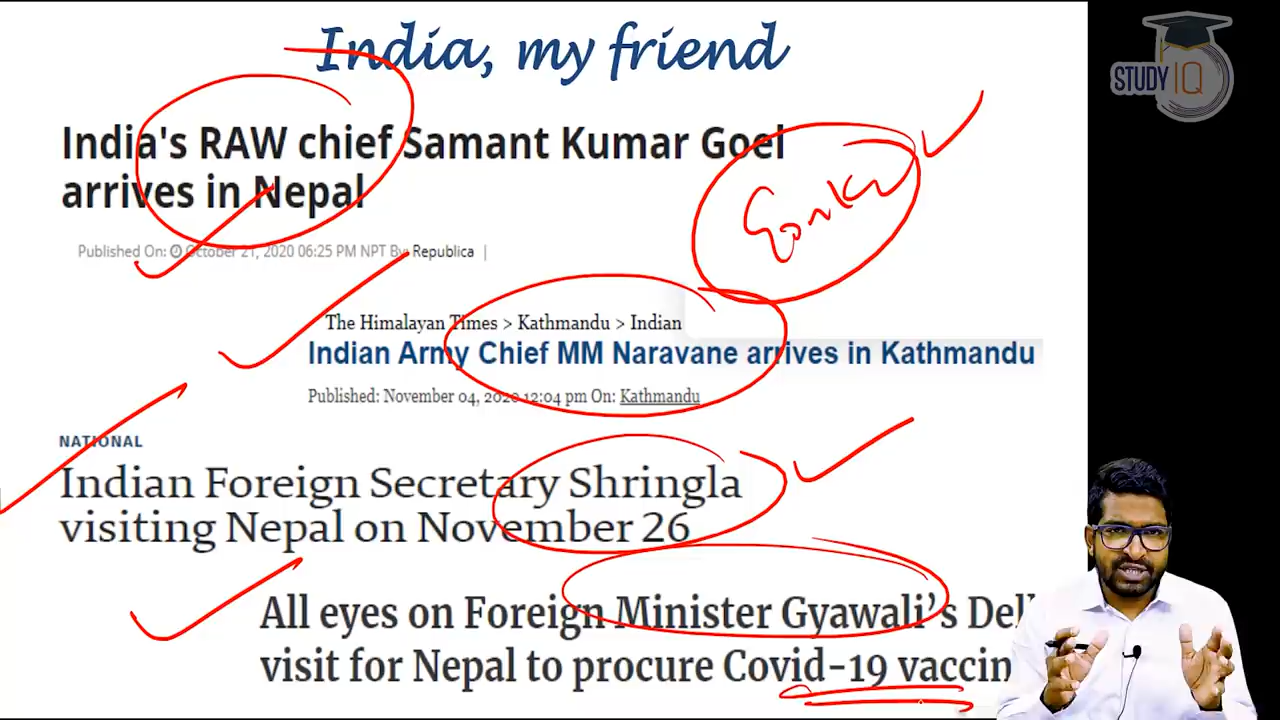 India, my friend
STUDY IQ
India's RAW chief Samant Kumar Goel
arrives in Nepal
Published On: October 21, 2020 06:25 PM NPT By: Republica |
The Himalayan Times > Kathmandu > Indian
Indian Army Chief MM Naravane arrives in Kathmandu
Published: November 04, 2020 12:04 pm On: Kathmandu
NATIONAL
Indian Foreign Secretary Shringla
visiting Nepal on November 26
All eyes on Foreign Minister Gyawali's
visit for Nepal to procure Covid-19